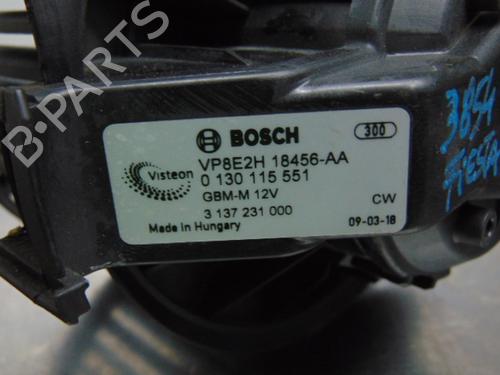 BOSCH
300
Visteon
VP8E2H 18456-AA
0 130 115 551
GBM-M 12V
CW
3 137 231 000
Made in Hungary
09-03-18
3854
FIESTA
B PARTS